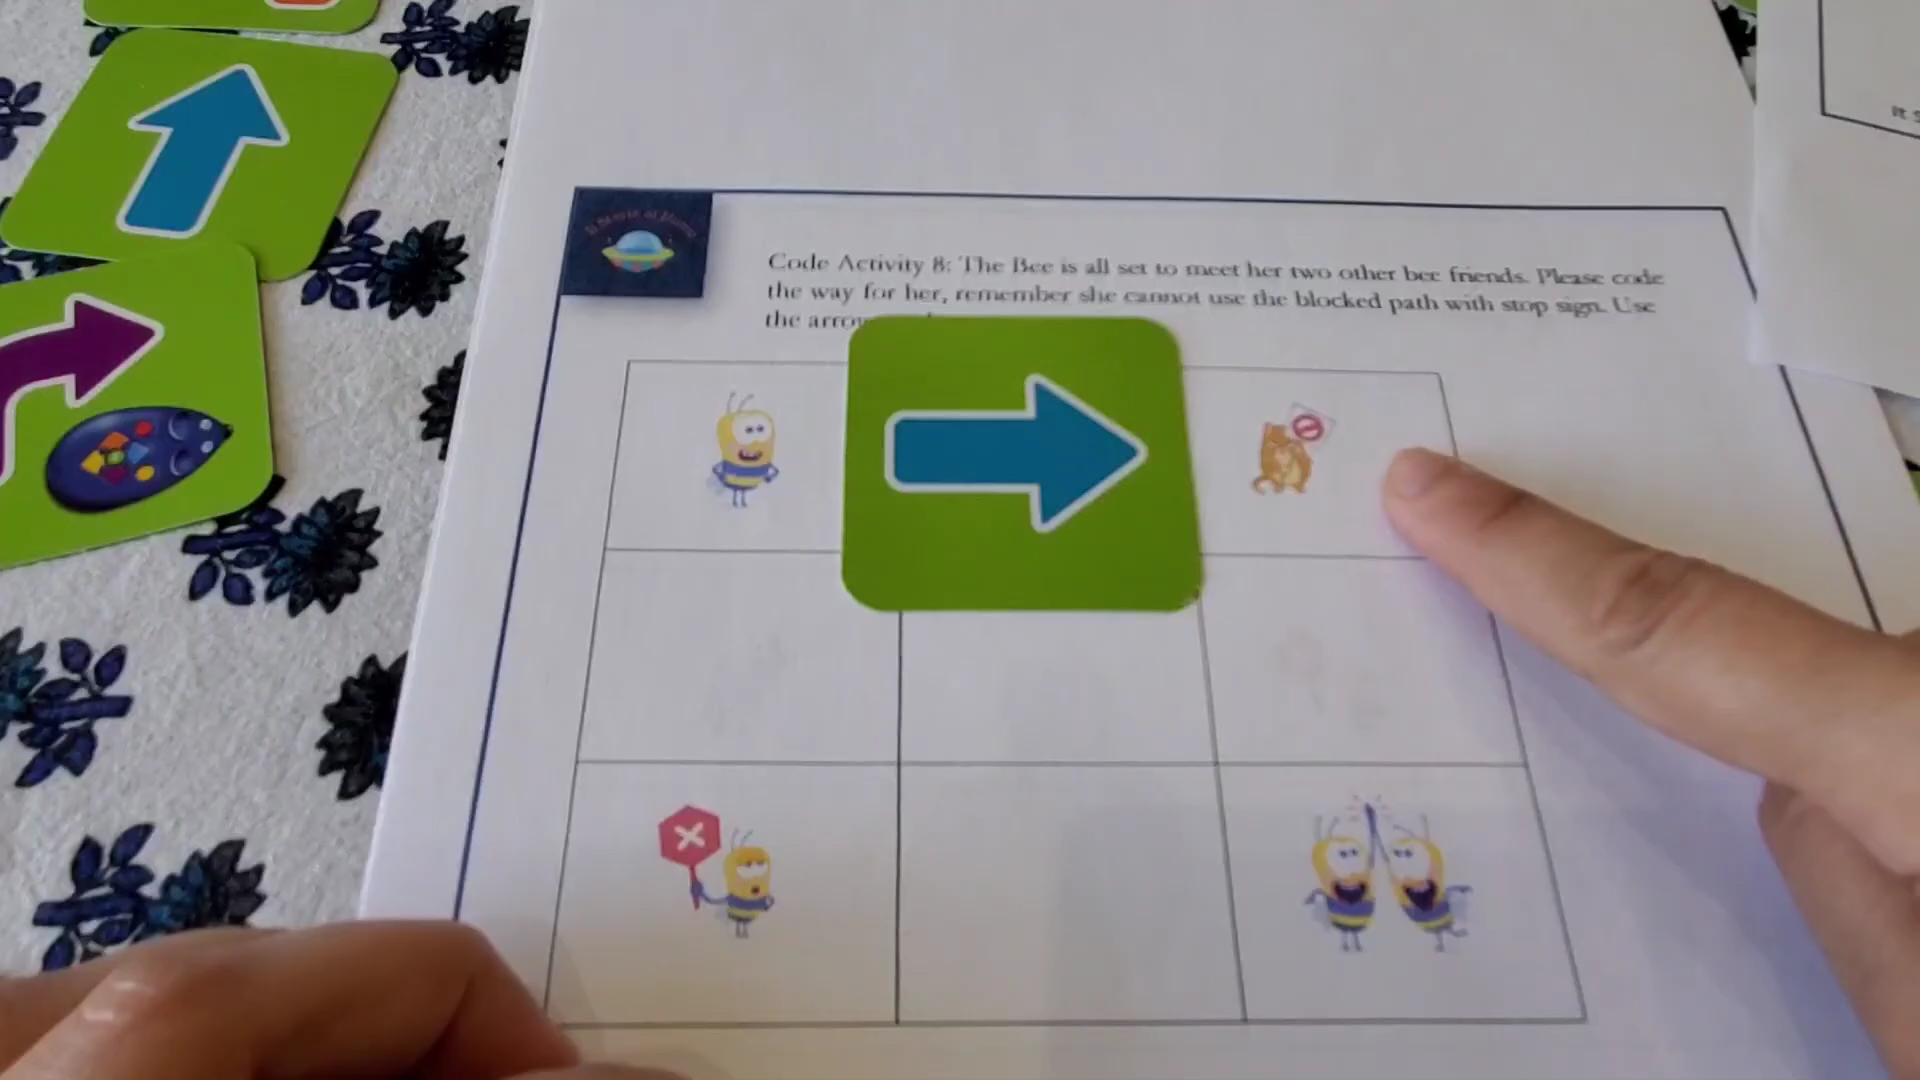 Code Activity 8: The Bee is all set to meet her two other bee friends. Please code
the way for her, remember she cannot use the blocked path with stop sign. Use
the arrow